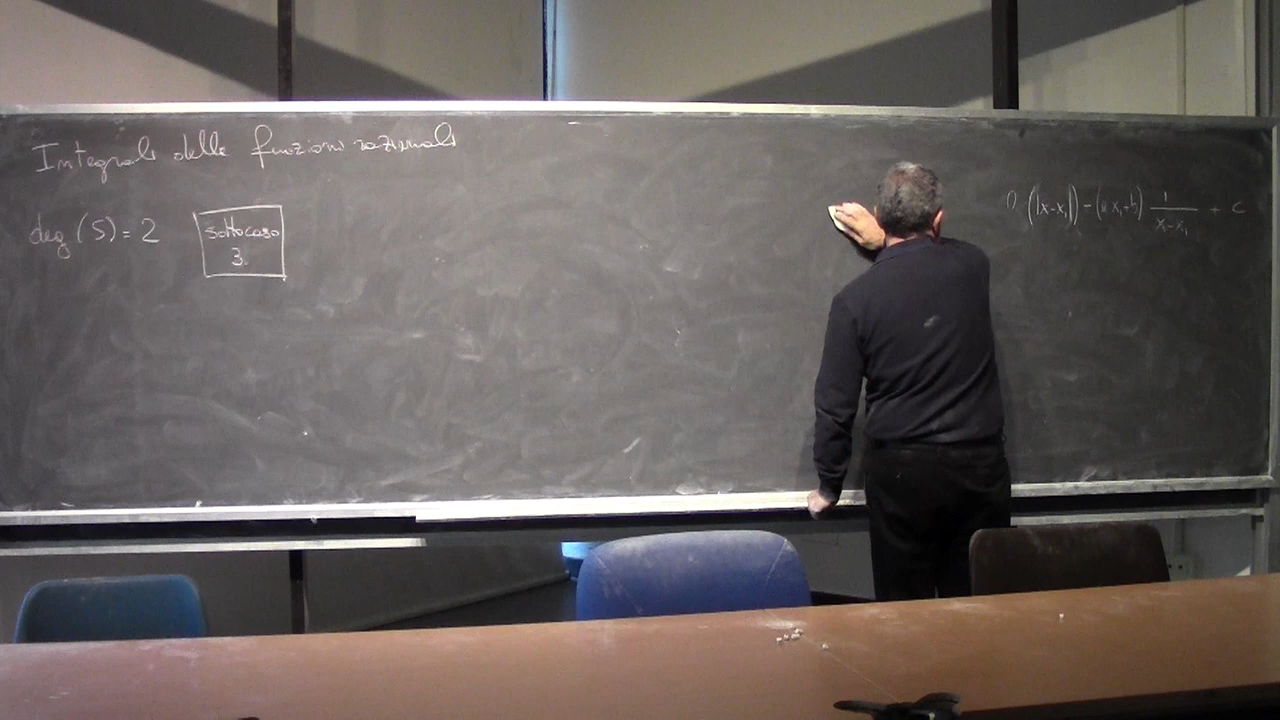 Integrali delle funzioni razionali
deg (S) = 2
sottocaso
3.
(|x-x₁|) - (a x₁+b) 1/(x-x₁) + c